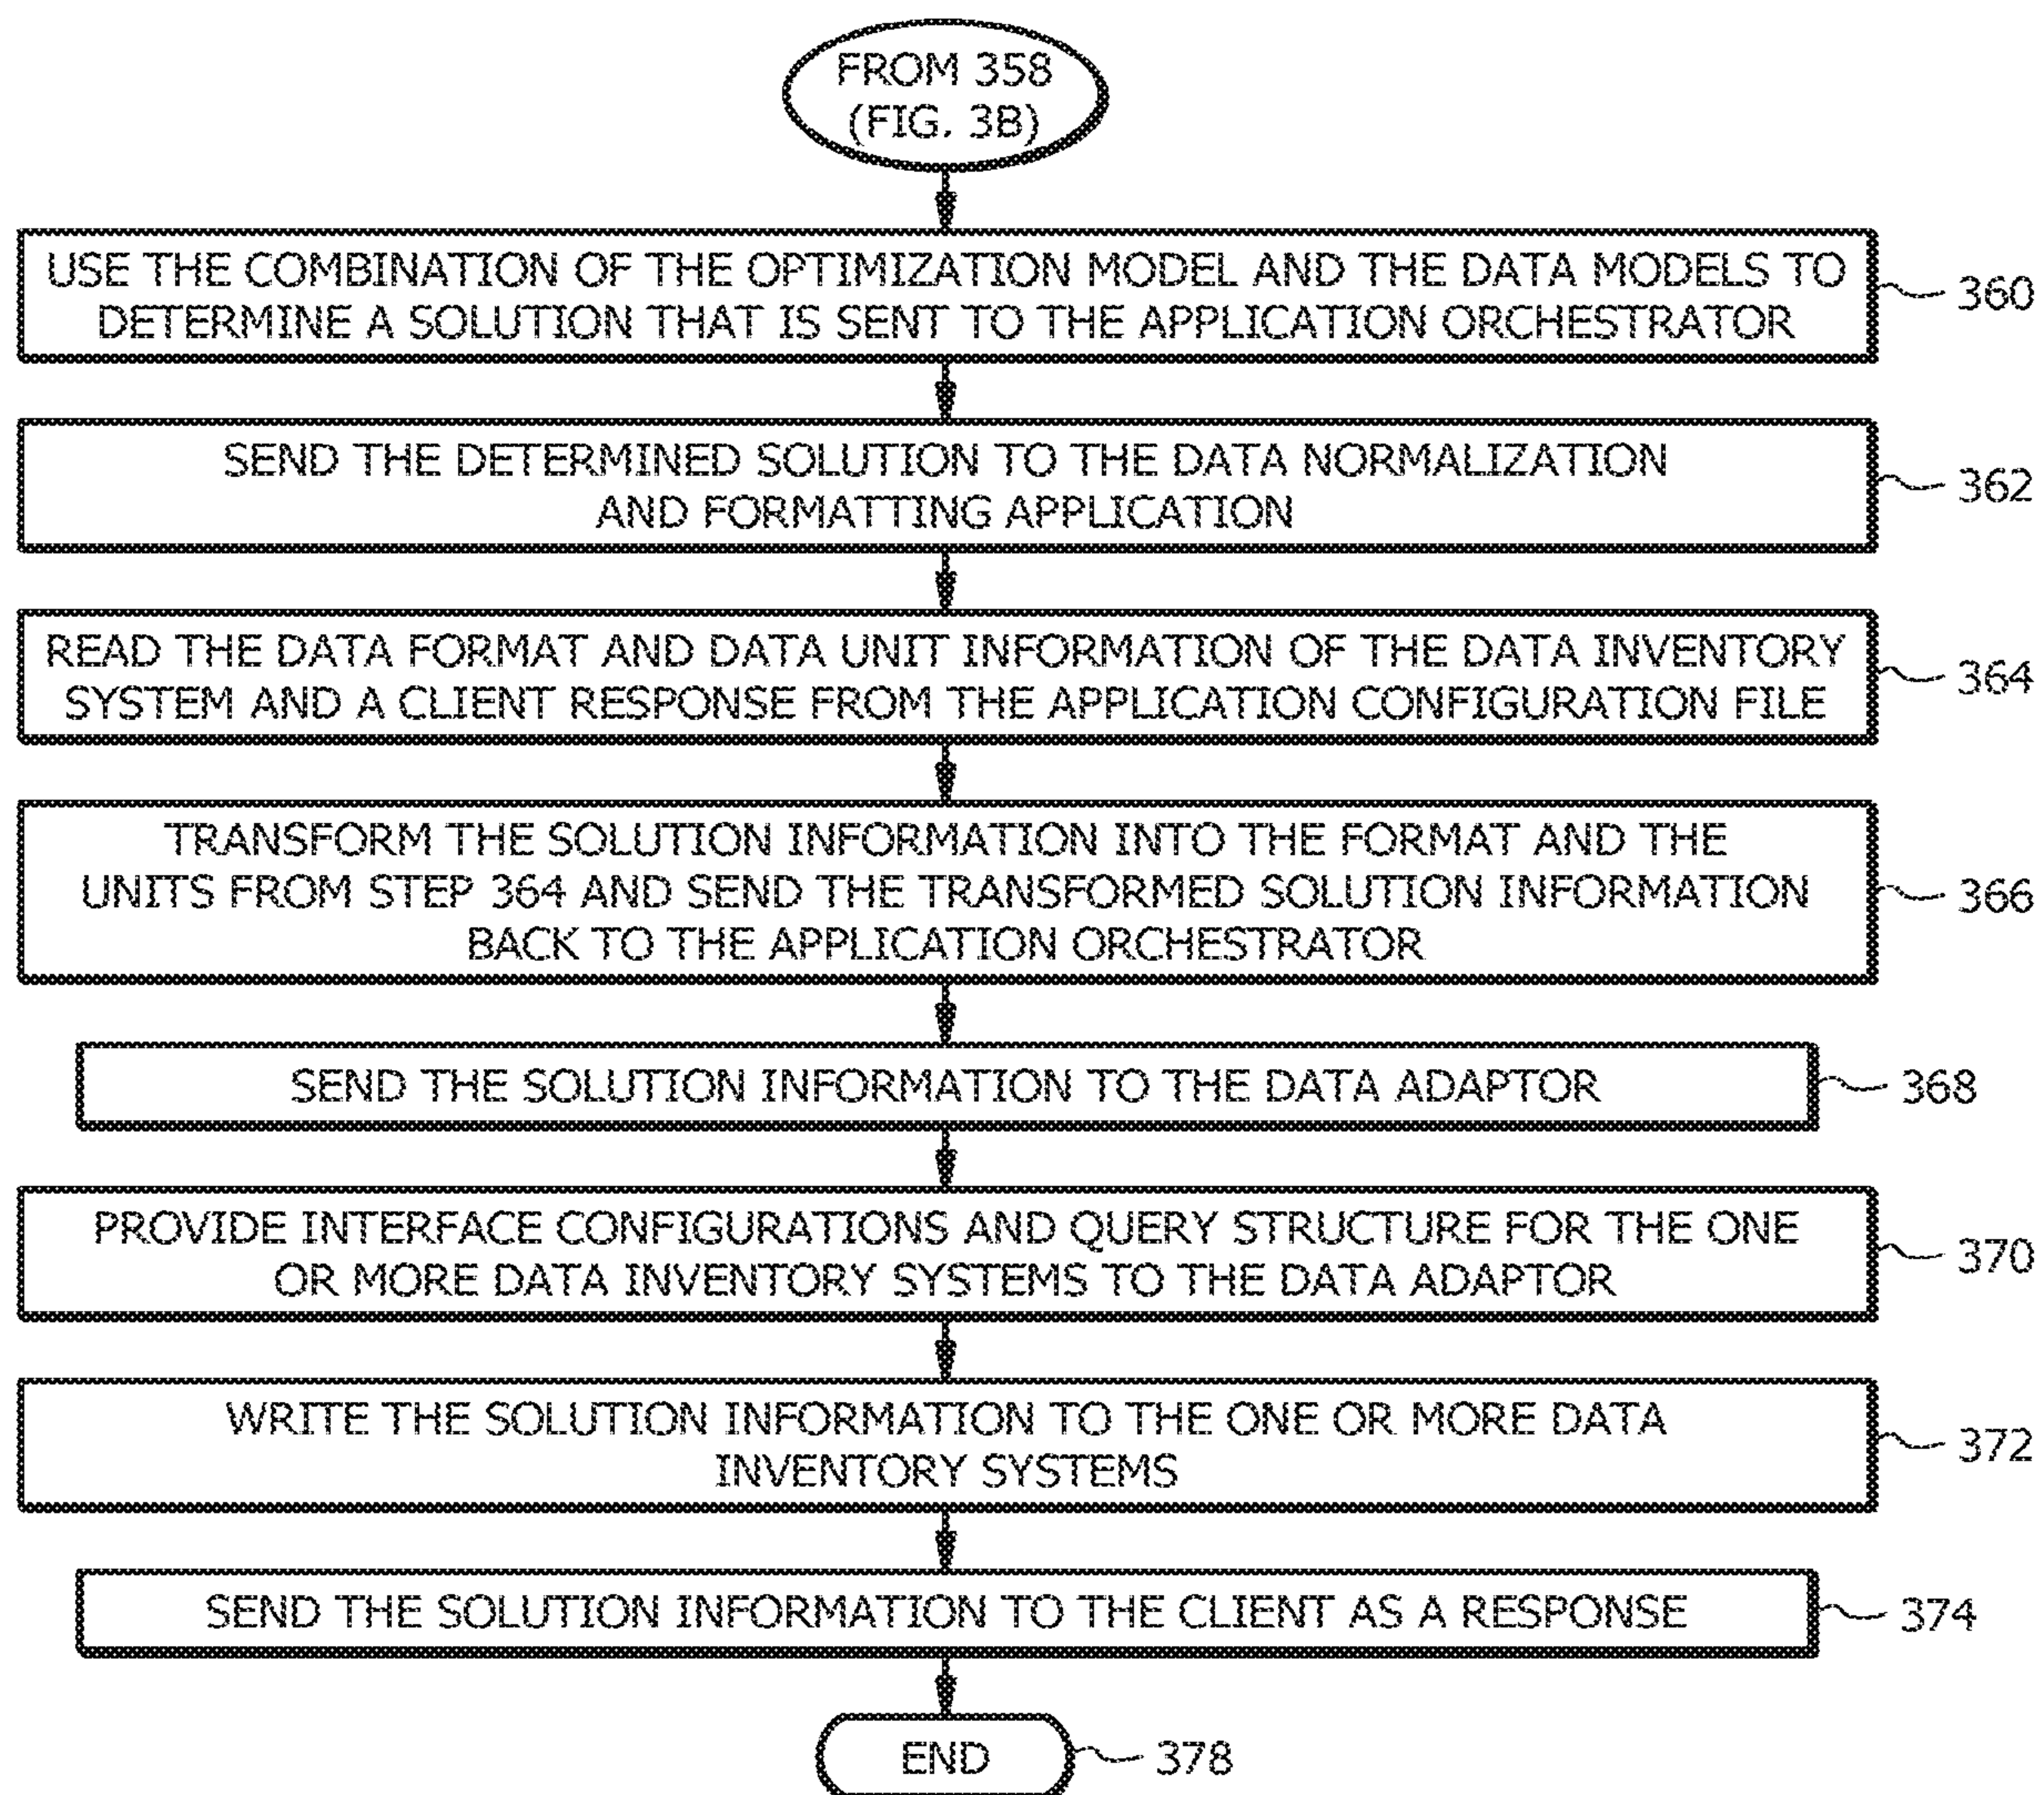 FROM 358
(FIG. 3B)
USE THE COMBINATION OF THE OPTIMIZATION MODEL AND THE DATA MODELS TO
DETERMINE A SOLUTION THAT IS SENT TO THE APPLICATION ORCHESTRATOR
360
SEND THE DETERMINED SOLUTION TO THE DATA NORMALIZATION
AND FORMATTING APPLICATION
362
READ THE DATA FORMAT AND DATA UNIT INFORMATION OF THE DATA INVENTORY
SYSTEM AND A CLIENT RESPONSE FROM THE APPLICATION CONFIGURATION FILE
364
TRANSFORM THE SOLUTION INFORMATION INTO THE FORMAT AND THE
UNITS FROM STEP 364 AND SEND THE TRANSFORMED SOLUTION INFORMATION
BACK TO THE APPLICATION ORCHESTRATOR
366
SEND THE SOLUTION INFORMATION TO THE DATA ADAPTOR
368
PROVIDE INTERFACE CONFIGURATIONS AND QUERY STRUCTURE FOR THE ONE
OR MORE DATA INVENTORY SYSTEMS TO THE DATA ADAPTOR
370
WRITE THE SOLUTION INFORMATION TO THE ONE OR MORE DATA
INVENTORY SYSTEMS
372
SEND THE SOLUTION INFORMATION TO THE CLIENT AS A RESPONSE
374
END
378